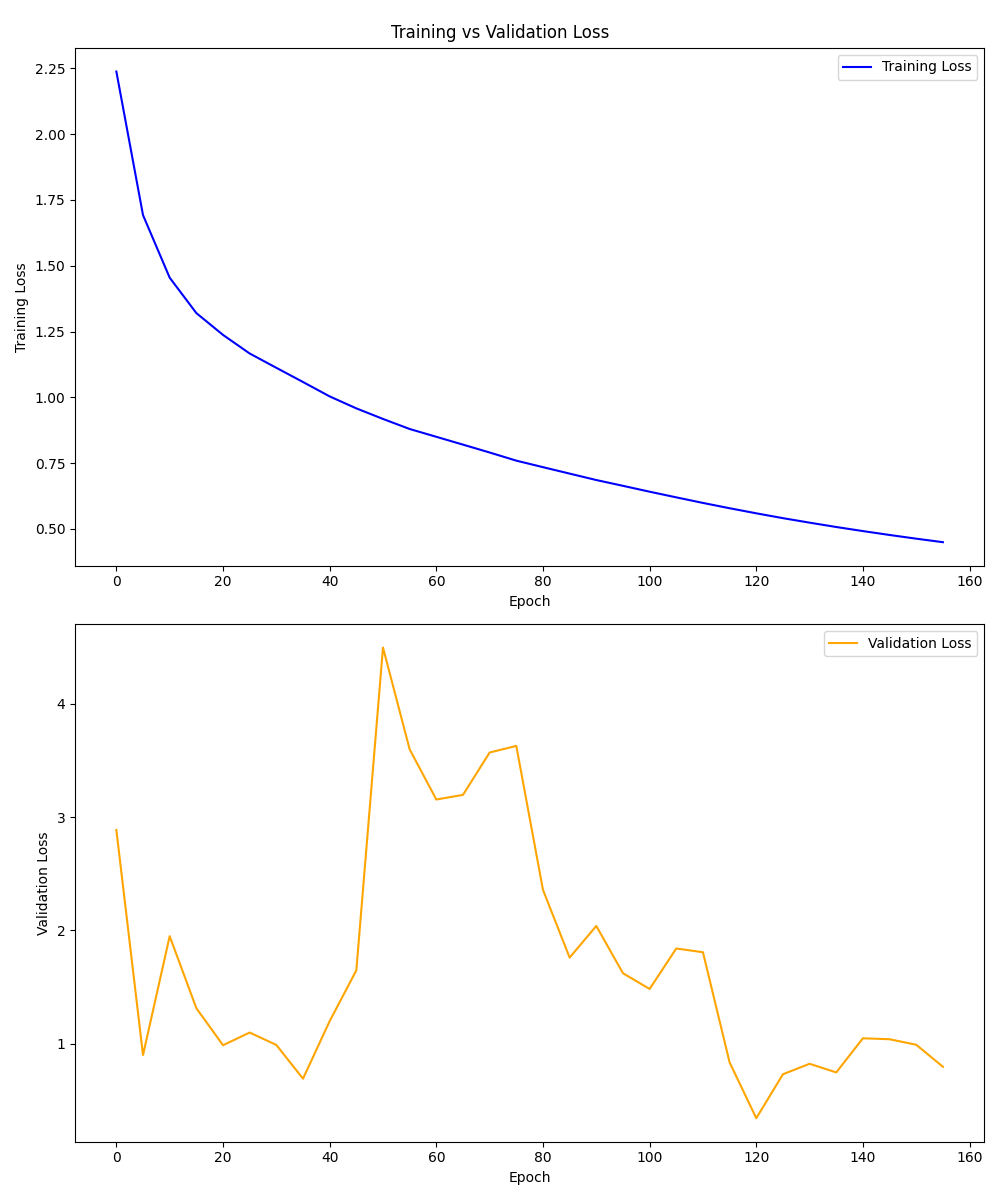 Training vs Validation Loss
Training Loss
2.25
2.00
1.75
1.50
1.25
1.00
0.75
0.50
Training Loss
0 20 40 60 80 100 120 140 160
Epoch
Validation Loss
4
3
2
1
Validation Loss
0 20 40 60 80 100 120 140 160
Epoch